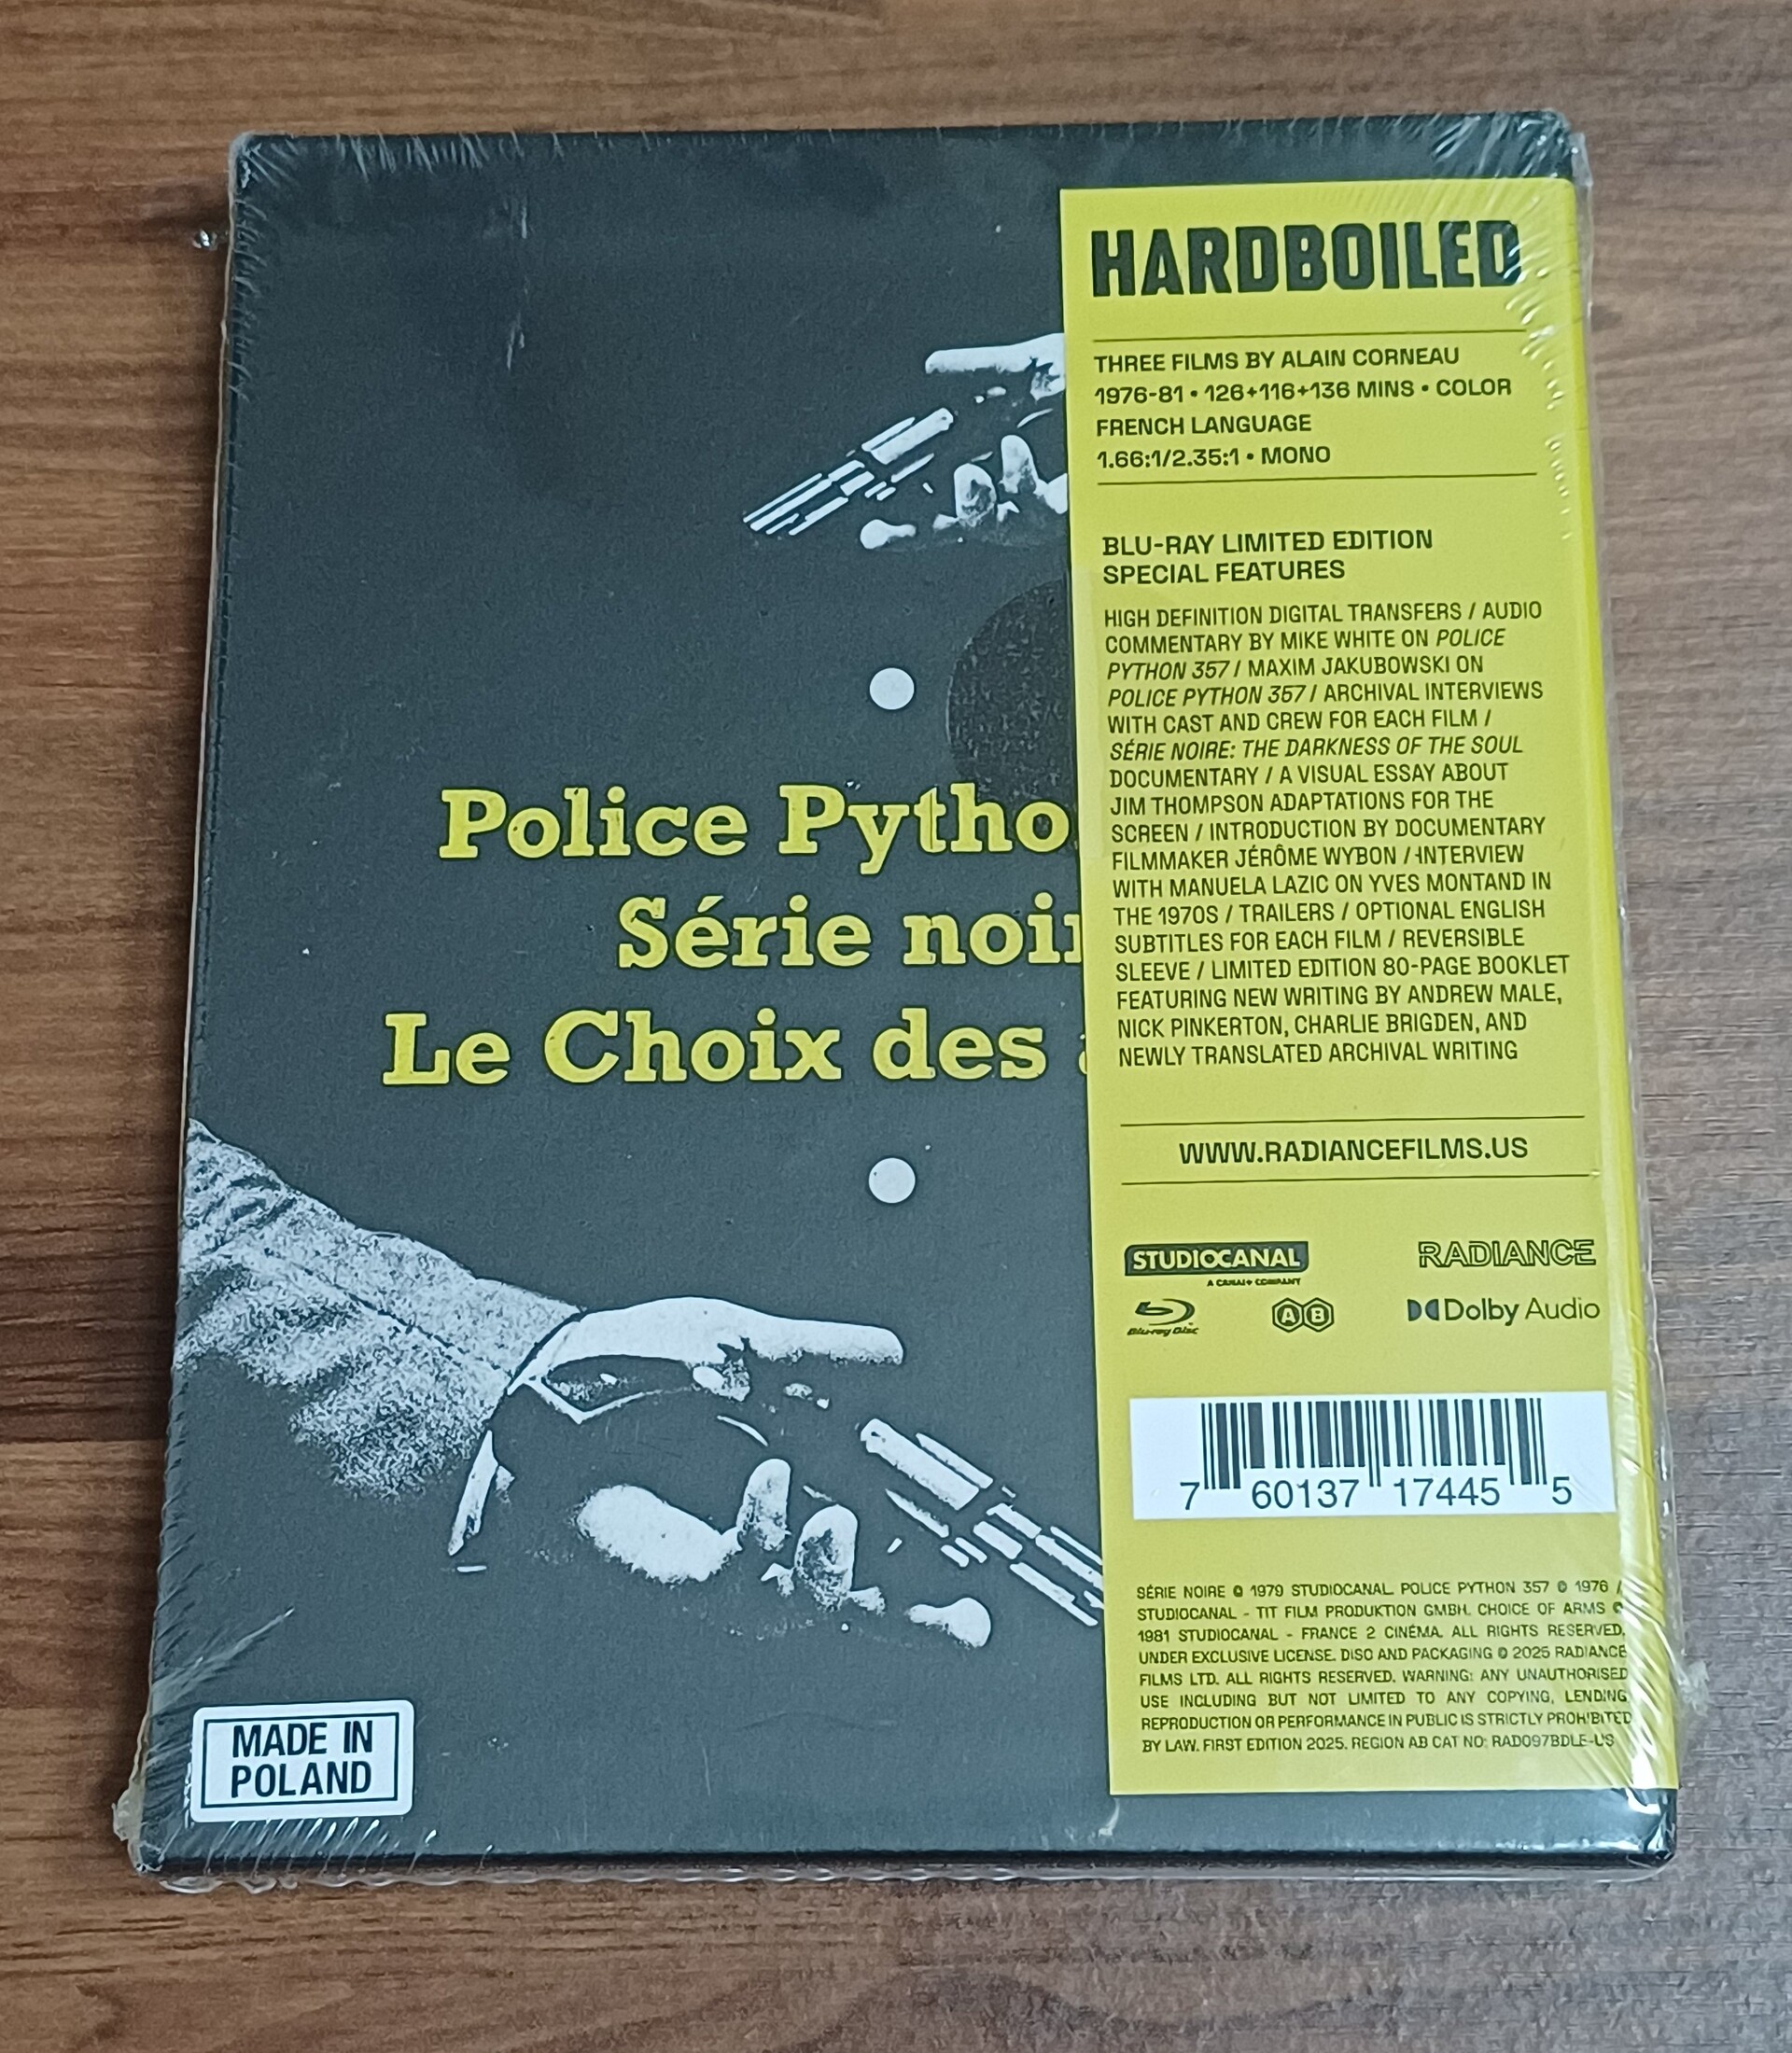 HARDBOILED
THREE FILMS BY ALAIN CORNEAU
1976-81 • 126+116+136 MINS • COLOR
FRENCH LANGUAGE
1.66:1/2.35:1 • MONO
BLU-RAY LIMITED EDITION
SPECIAL FEATURES
HIGH DEFINITION DIGITAL TRANSFERS / AUDIO
COMMENTARY BY MIKE WHITE ON POLICE
PYTHON 357 / MAXIM JAKUBOWSKI ON
POLICE PYTHON 357 / ARCHIVAL INTERVIEWS
WITH CAST AND CREW FOR EACH FILM /
SÉRIE NOIRE: THE DARKNESS OF THE SOUL
DOCUMENTARY / A VISUAL ESSAY ABOUT
JIM THOMPSON ADAPTATIONS FOR THE
SCREEN / INTRODUCTION BY DOCUMENTARY
FILMMAKER JÉRÔME WYBON / INTERVIEW
WITH MANUELA LAZIC ON YVES MONTAND IN
THE 1970S / TRAILERS / OPTIONAL ENGLISH
SUBTITLES FOR EACH FILM / REVERSIBLE
SLEEVE / LIMITED EDITION 80-PAGE BOOKLET
FEATURING NEW WRITING BY ANDREW MALE,
NICK PINKERTON, CHARLIE BRIGDEN, AND
NEWLY TRANSLATED ARCHIVAL WRITING
WWW.RADIANCEFILMS.US
STUDIOCANAL
A CANAL+ COMPANY
RADIANCE
Blu-ray Disc
A B
Dolby Audio
7 60137 17445 5
SÉRIE NOIRE © 1979 STUDIOCANAL. POLICE PYTHON 357 © 1976 /
STUDIOCANAL - TIT FILM PRODUKTION GMBH. CHOICE OF ARMS ©
1981 STUDIOCANAL - FRANCE 2 CINÉMA. ALL RIGHTS RESERVED.
UNDER EXCLUSIVE LICENSE. DISC AND PACKAGING © 2025 RADIANCE
FILMS LTD. ALL RIGHTS RESERVED. WARNING: ANY UNAUTHORISED
USE INCLUDING BUT NOT LIMITED TO ANY COPYING, LENDING,
REPRODUCTION OR PERFORMANCE IN PUBLIC IS STRICTLY PROHIBITED
BY LAW. FIRST EDITION 2025. REGION AB CAT NO: RAD097BDLE-US
Police Pytho
Série noir
Le Choix des a
MADE IN
POLAND